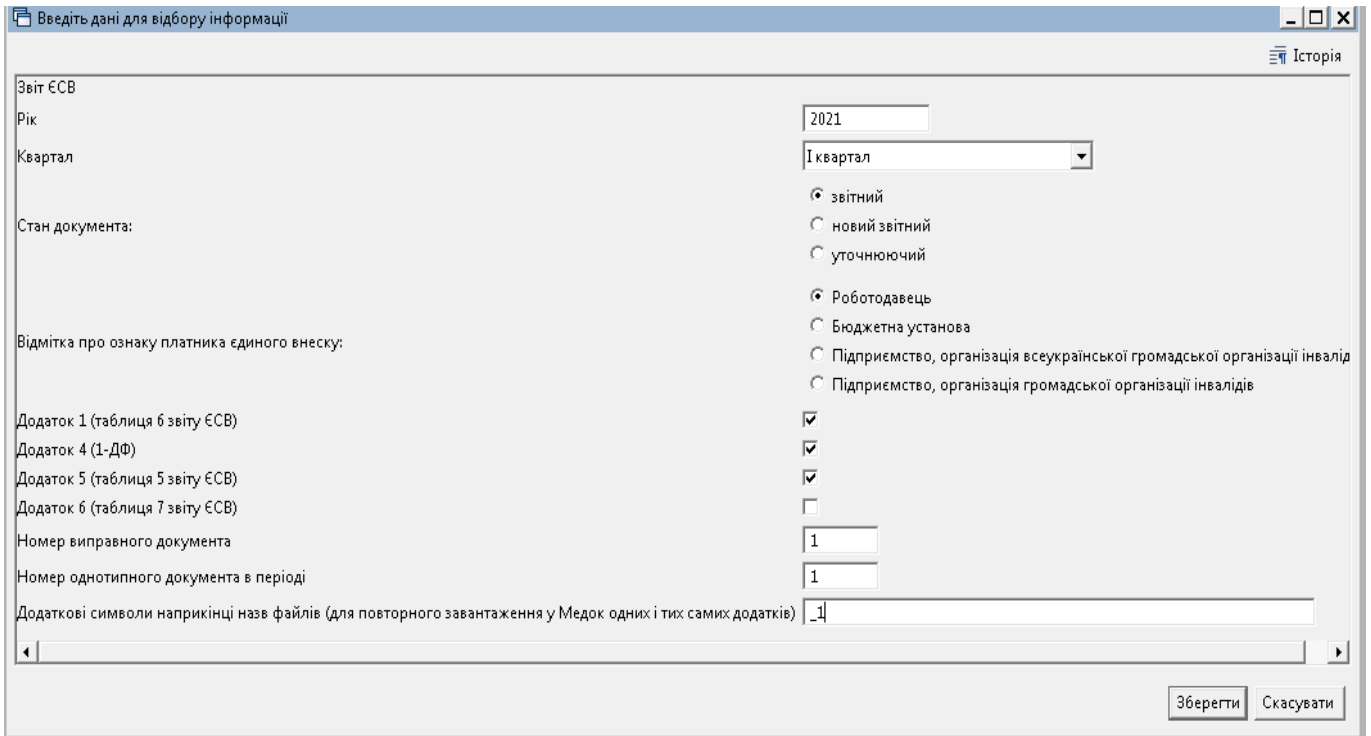 Введіть дані для відбору інформації
Історія
Звіт ЄСВ
Рік 2021
Квартал I квартал
Стан документа:
звітний
новий звітний
уточнюючий
Відмітка про ознаку платника єдиного внеску:
Роботодавець
Бюджетна установа
Підприємство, організація всеукраїнської громадської організації інвалід
Підприємство, організація громадської організації інвалідів
Додаток 1 (таблиця 6 звіту ЄСВ)
Додаток 4 (1-ДФ)
Додаток 5 (таблиця 5 звіту ЄСВ)
Додаток 6 (таблиця 7 звіту ЄСВ)
Номер виправного документа 1
Номер однотипного документа в періоді 1
Додаткові символи наприкінці назв файлів (для повторного завантаження у Медок одних і тих самих додатків) _1
Зберегти Скасувати